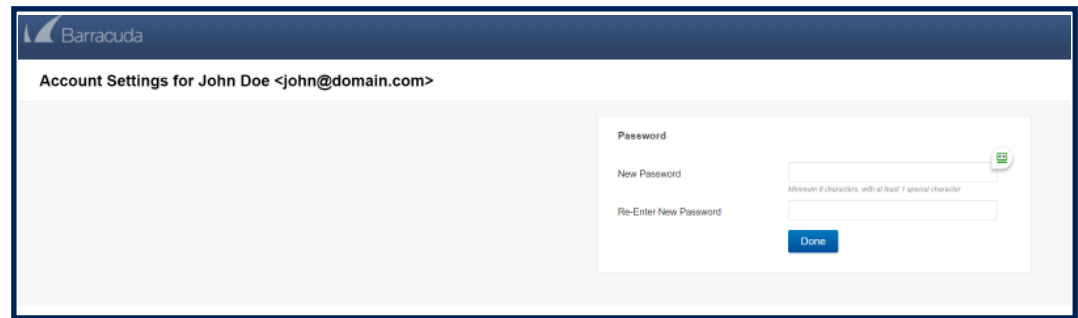 Barracuda
Account Settings for John Doe <john@domain.com>
Password
New Password
Minimum 8 characters, with at least 1 special character
Re-Enter New Password
Done